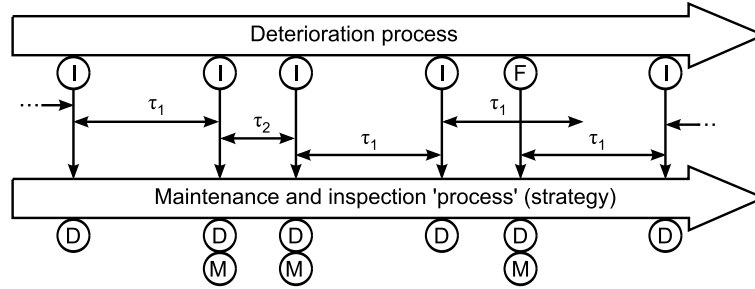 Deterioration process
I I I I F I
··· τ1 τ1
τ2
τ1 τ1 ··
Maintenance and inspection 'process' (strategy)
D D D D D D
M M M